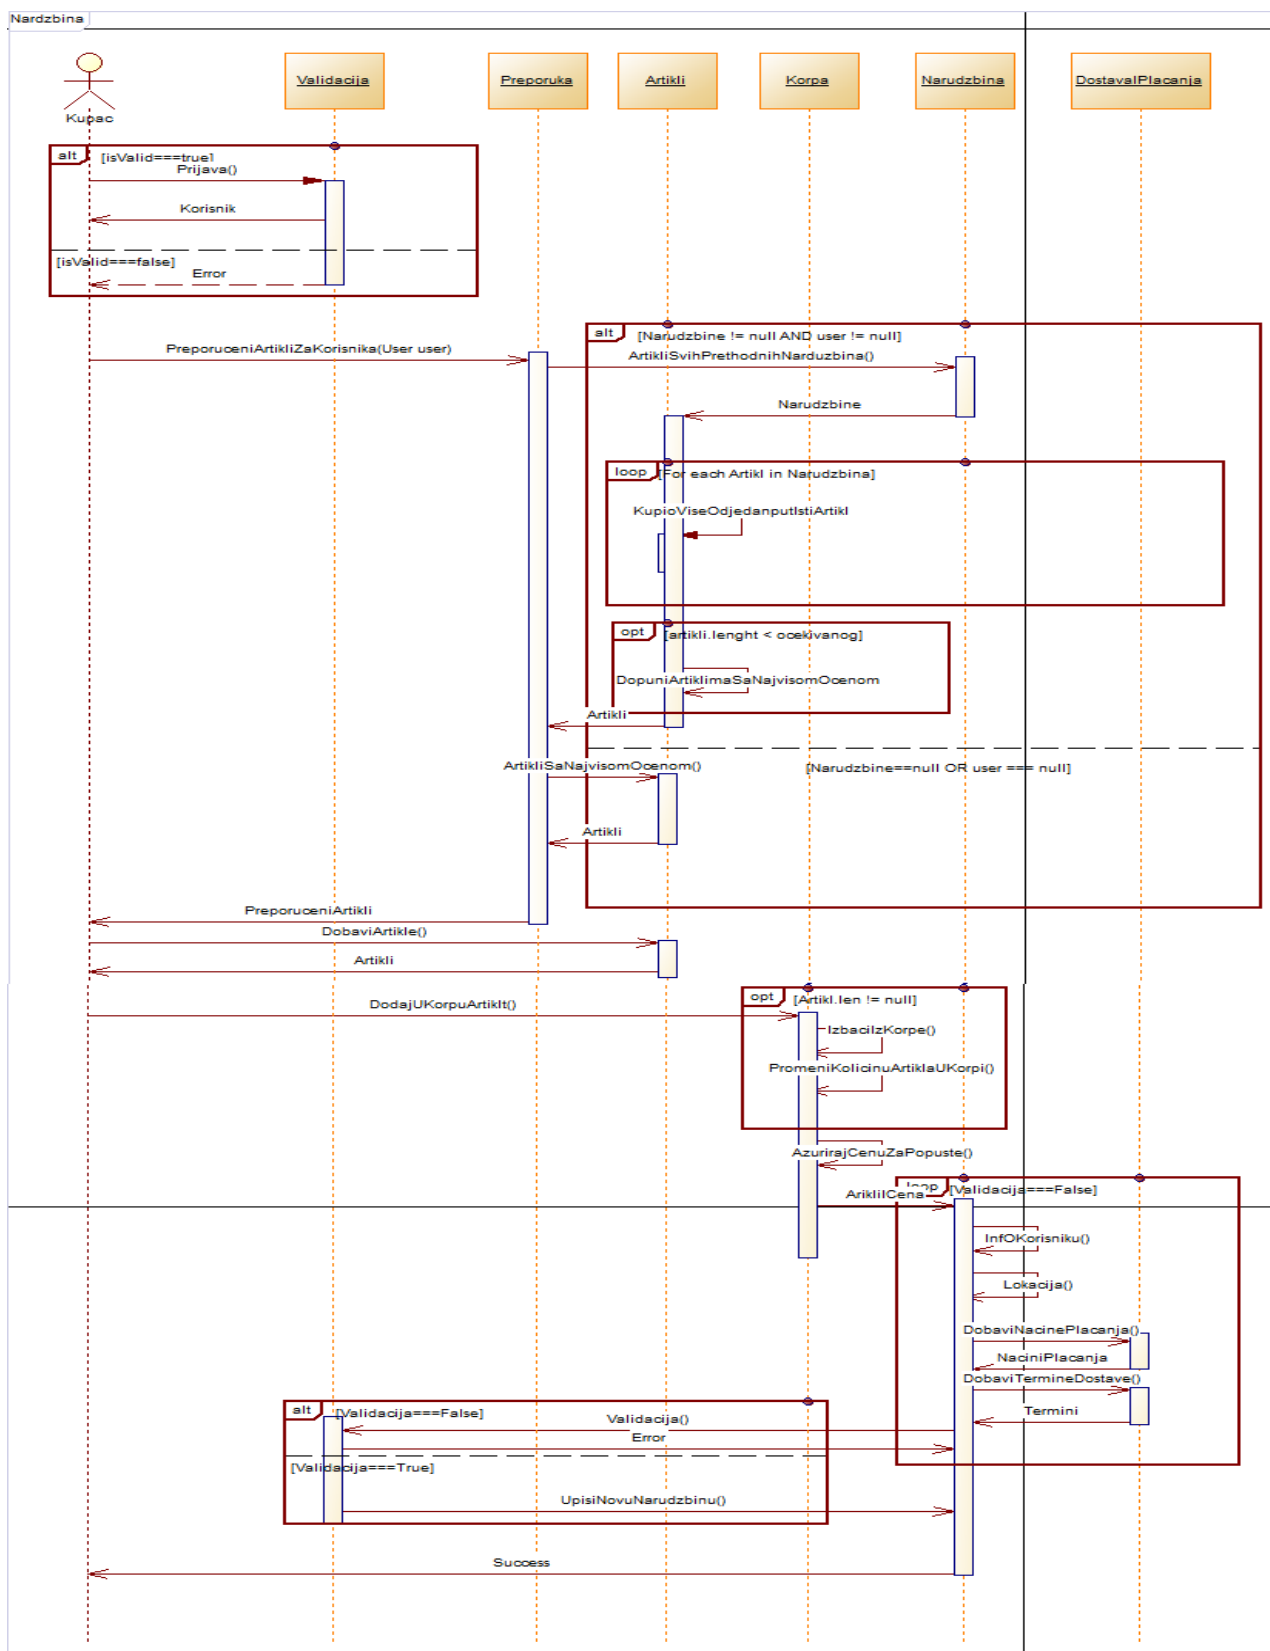 Nardzbina
Kupac
Validacija
Preporuka
Artikli
Korpa
Narudzbina
DostavaIPlacanja
alt
[isValid===true]
Prijava()
Korisnik
[isValid===false]
Error
alt
[Narudzbine != null AND user != null]
PreporuceniArtikliZaKorisnika(User user)
ArtikliSvihPrethodnihNarduzbina()
Narudzbine
loop
[For each Artikl in Narudzbina]
KupioViseOdjedanputIstiArtikl
opt
[artikli.lenght < ocekivanog]
DopuniArtiklimaSaNajvisomOcenom
Artikli
ArtikliSaNajvisomOcenom()
[Narudzbine==null OR user === null]
Artikli
PreporuceniArtikli
DobaviArtikle()
Artikli
opt
[Artikl.len != null]
DodajUKorpuArtiklt()
IzbaciIzKorpe()
PromeniKolicinuArtiklaUKorpi()
AzurirajCenuZaPopuste()
loop
[Validacija===False]
ArikliICena
InfOKorisniku()
Lokacija()
DobaviNacinePlacanja()
NaciniPlacanja
DobaviTermineDostave()
Termini
alt
[Validacija===False]
Validacija()
Error
[Validacija===True]
UpisiNovuNarudzbinu()
Success